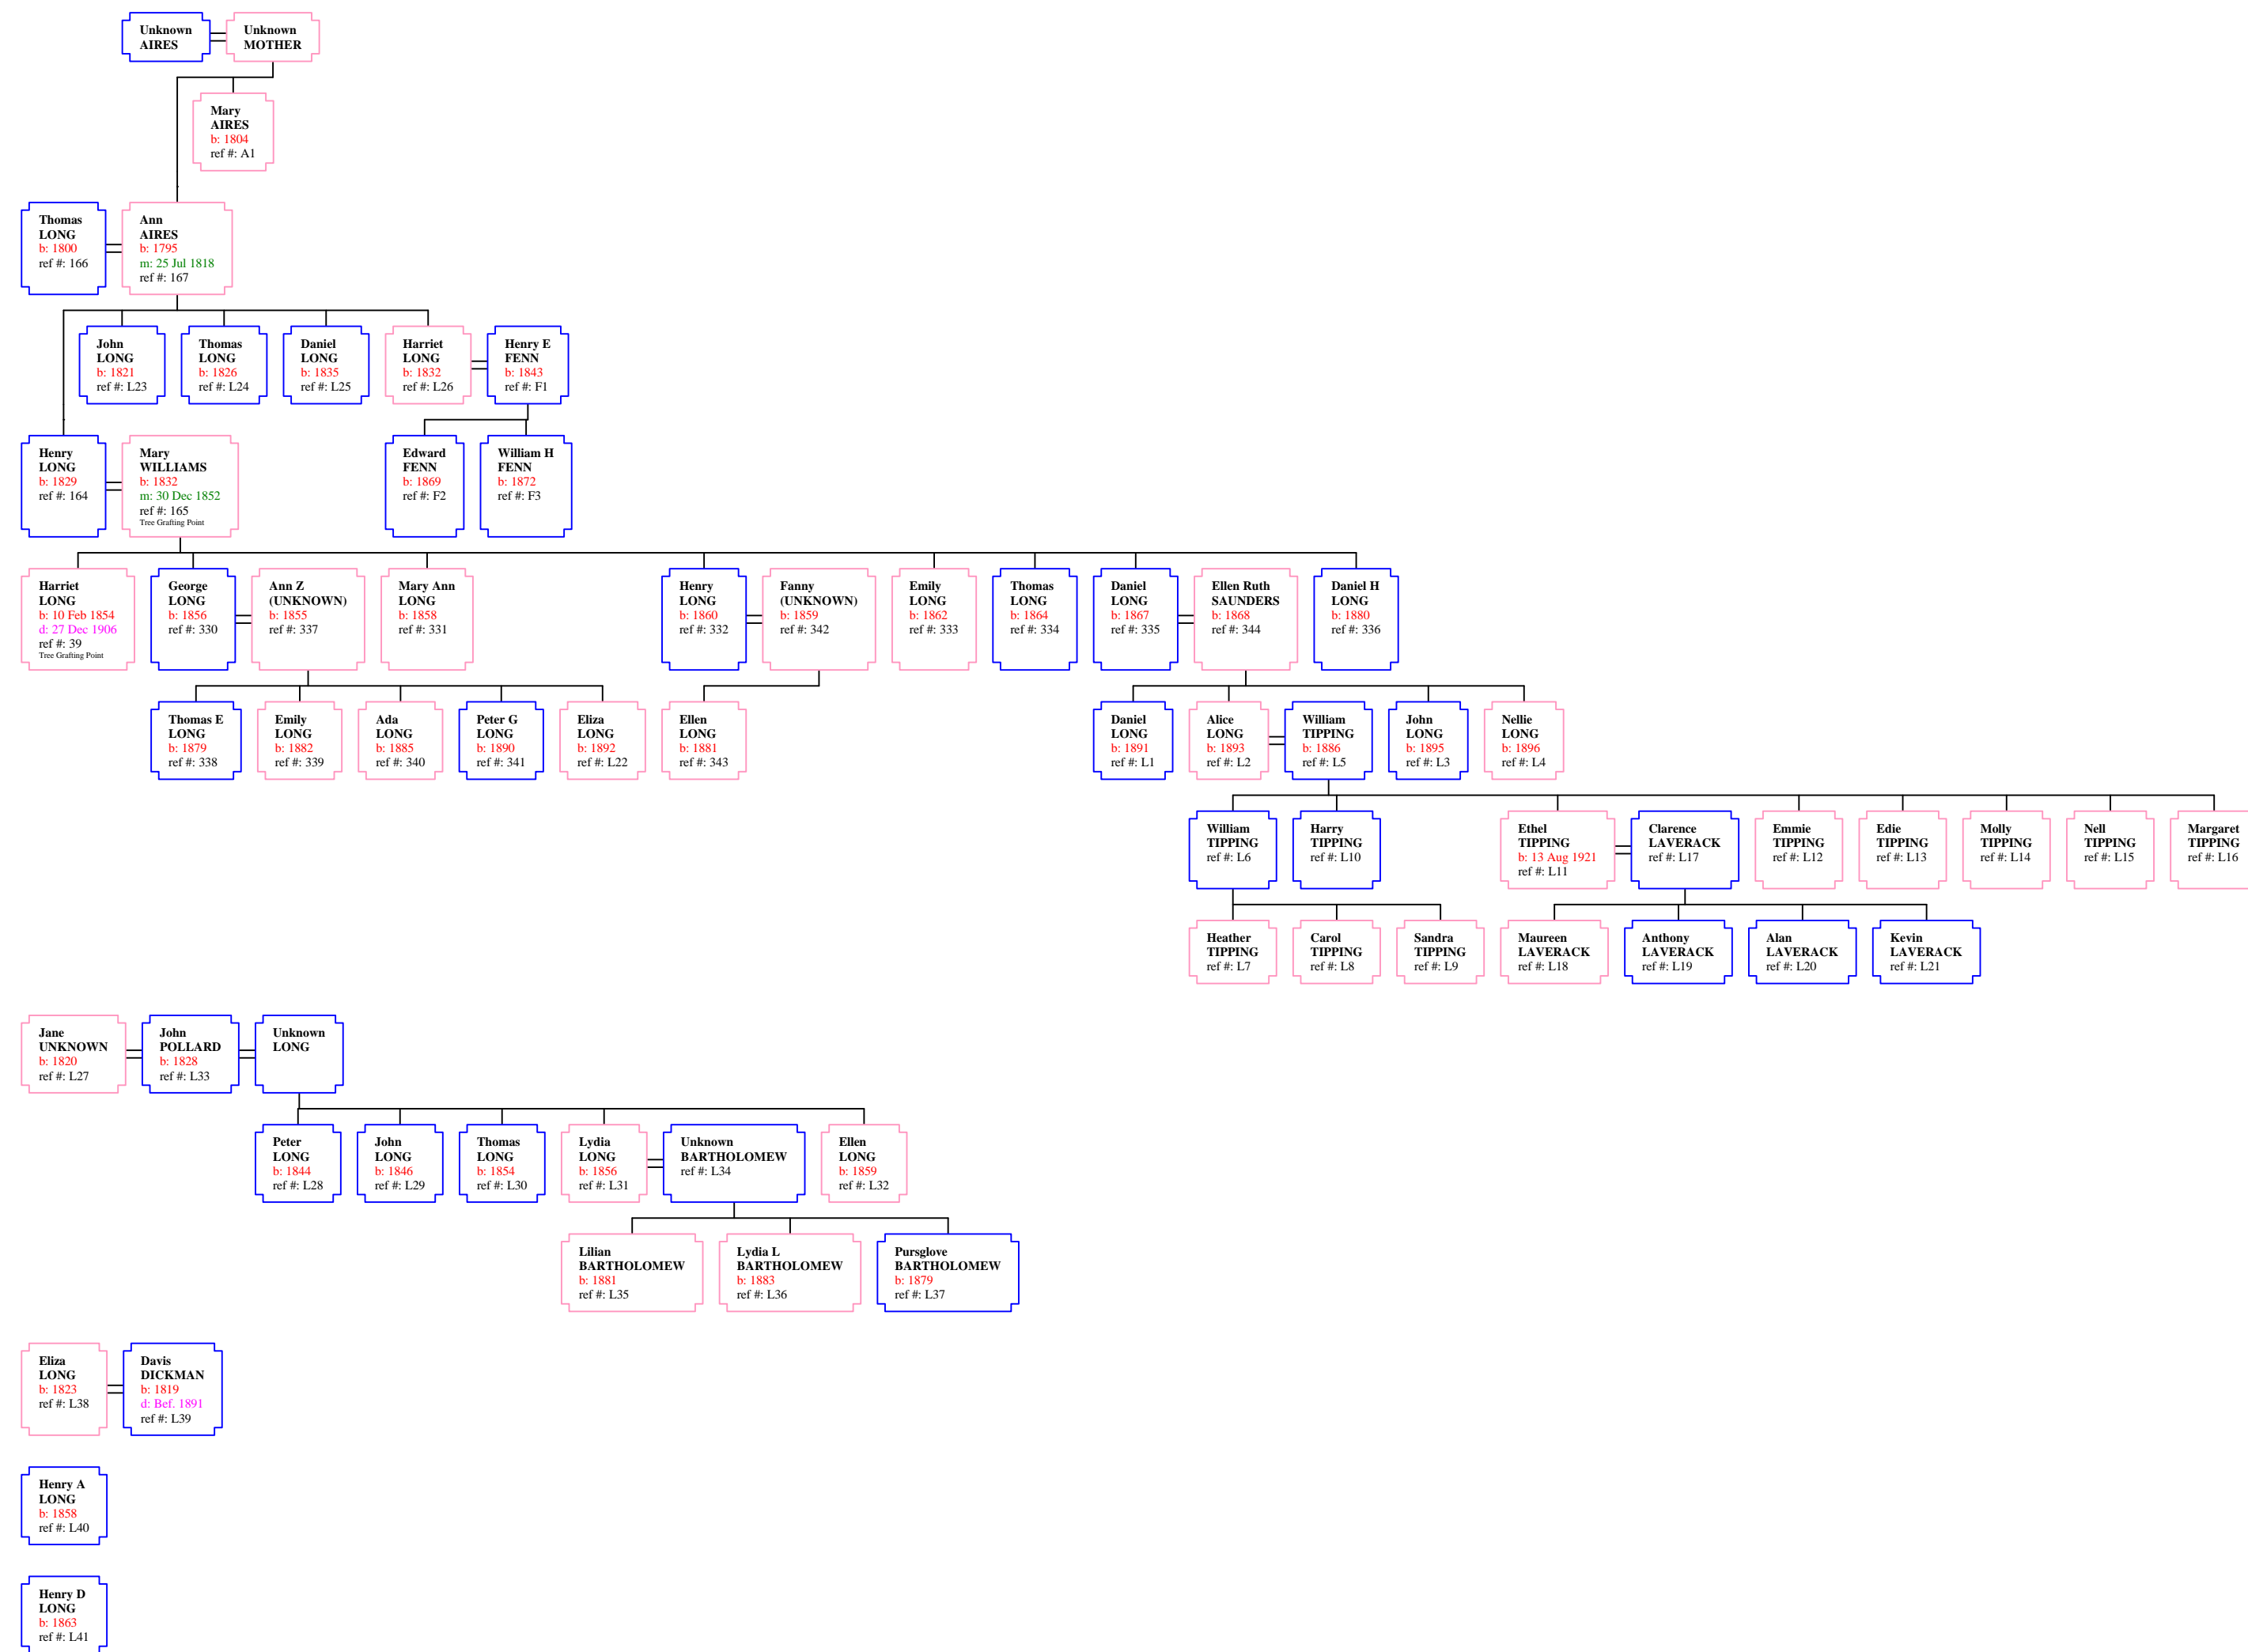 Unknown
AIRES
Unknown
MOTHER
Mary
AIRES
b: 1804
ref #: A1
Thomas
LONG
b: 1800
ref #: 166
Ann
AIRES
b: 1795
m: 25 Jul 1818
ref #: 167
John
LONG
b: 1821
ref #: L23
Thomas
LONG
b: 1826
ref #: L24
Daniel
LONG
b: 1835
ref #: L25
Harriet
LONG
b: 1832
ref #: L26
Henry E
FENN
b: 1843
ref #: F1
Henry
LONG
b: 1829
ref #: 164
Mary
WILLIAMS
b: 1832
m: 30 Dec 1852
ref #: 165
Tree Grafting Point
Edward
FENN
b: 1869
ref #: F2
William H
FENN
b: 1872
ref #: F3
Harriet
LONG
b: 10 Feb 1854
d: 27 Dec 1906
ref #: 39
Tree Grafting Point
George
LONG
b: 1856
ref #: 330
Ann Z
(UNKNOWN)
b: 1855
ref #: 337
Mary Ann
LONG
b: 1858
ref #: 331
Henry
LONG
b: 1860
ref #: 332
Fanny
(UNKNOWN)
b: 1859
ref #: 342
Emily
LONG
b: 1862
ref #: 333
Thomas
LONG
b: 1864
ref #: 334
Daniel
LONG
b: 1867
ref #: 335
Ellen Ruth
SAUNDERS
b: 1868
ref #: 344
Daniel H
LONG
b: 1880
ref #: 336
Thomas E
LONG
b: 1879
ref #: 338
Emily
LONG
b: 1882
ref #: 339
Ada
LONG
b: 1885
ref #: 340
Peter G
LONG
b: 1890
ref #: 341
Eliza
LONG
b: 1892
ref #: L22
Ellen
LONG
b: 1881
ref #: 343
Daniel
LONG
b: 1891
ref #: L1
Alice
LONG
b: 1893
ref #: L2
William
TIPPING
b: 1886
ref #: L5
John
LONG
b: 1895
ref #: L3
Nellie
LONG
b: 1896
ref #: L4
William
TIPPING
ref #: L6
Harry
TIPPING
ref #: L10
Ethel
TIPPING
b: 13 Aug 1921
ref #: L11
Clarence
LAVERACK
ref #: L17
Emmie
TIPPING
ref #: L12
Edie
TIPPING
ref #: L13
Molly
TIPPING
ref #: L14
Nell
TIPPING
ref #: L15
Margaret
TIPPING
ref #: L16
Heather
TIPPING
ref #: L7
Carol
TIPPING
ref #: L8
Sandra
TIPPING
ref #: L9
Maureen
LAVERACK
ref #: L18
Anthony
LAVERACK
ref #: L19
Alan
LAVERACK
ref #: L20
Kevin
LAVERACK
ref #: L21
Jane
UNKNOWN
b: 1820
ref #: L27
John
POLLARD
b: 1828
ref #: L33
Unknown
LONG
Peter
LONG
b: 1844
ref #: L28
John
LONG
b: 1846
ref #: L29
Thomas
LONG
b: 1854
ref #: L30
Lydia
LONG
b: 1856
ref #: L31
Unknown
BARTHOLOMEW
ref #: L34
Ellen
LONG
b: 1859
ref #: L32
Lilian
BARTHOLOMEW
b: 1881
ref #: L35
Lydia L
BARTHOLOMEW
b: 1883
ref #: L36
Pursglove
BARTHOLOMEW
b: 1879
ref #: L37
Eliza
LONG
b: 1823
ref #: L38
Davis
DICKMAN
b: 1819
d: Bef. 1891
ref #: L39
Henry A
LONG
b: 1858
ref #: L40
Henry D
LONG
b: 1863
ref #: L41